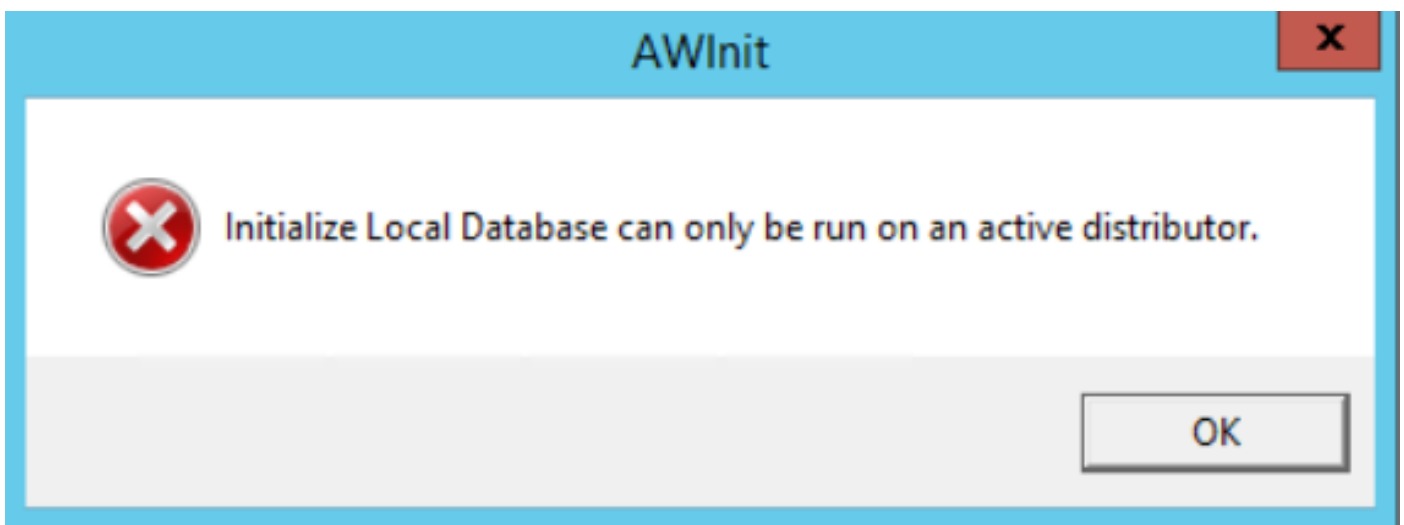 AWInit
Initialize Local Database can only be run on an active distributor.
OK